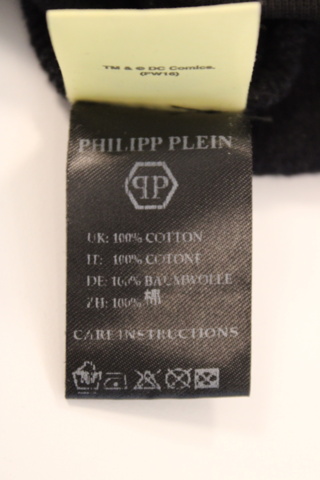 TM & © DC Comics.
(FW16)
PHILIPP PLEIN
PP
UK: 100% COTTON
IT: 100% COTONE
DE: 100% BAUMWOLLE
ZH: 100% 棉
CARE INSTRUCTIONS